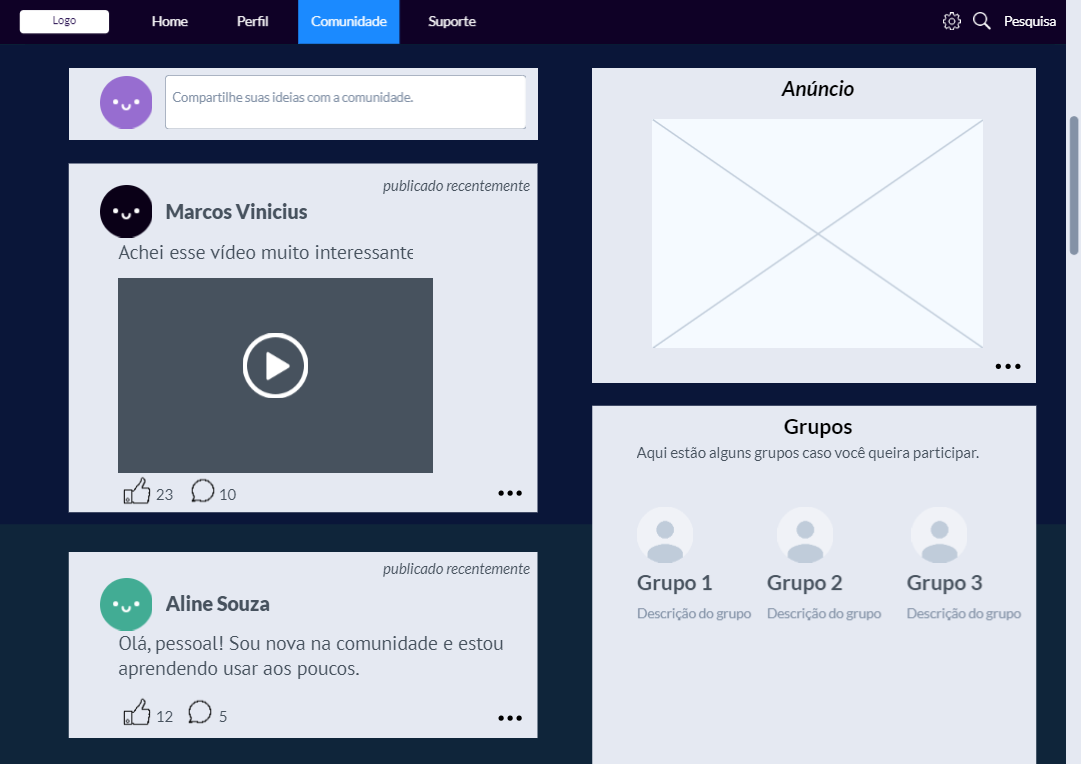 Logo
Home
Perfil
Comunidade
Suporte
Pesquisa
Compartilhe suas ideias com a comunidade.
publicado recentemente
Marcos Vinicius
Achei esse vídeo muito interessante
23
10
publicado recentemente
Aline Souza
Olá, pessoal! Sou nova na comunidade e estou
aprendendo usar aos poucos.
12
5
Anúncio
Grupos
Aqui estão alguns grupos caso você queira participar.
Grupo 1
Descrição do grupo
Grupo 2
Descrição do grupo
Grupo 3
Descrição do grupo